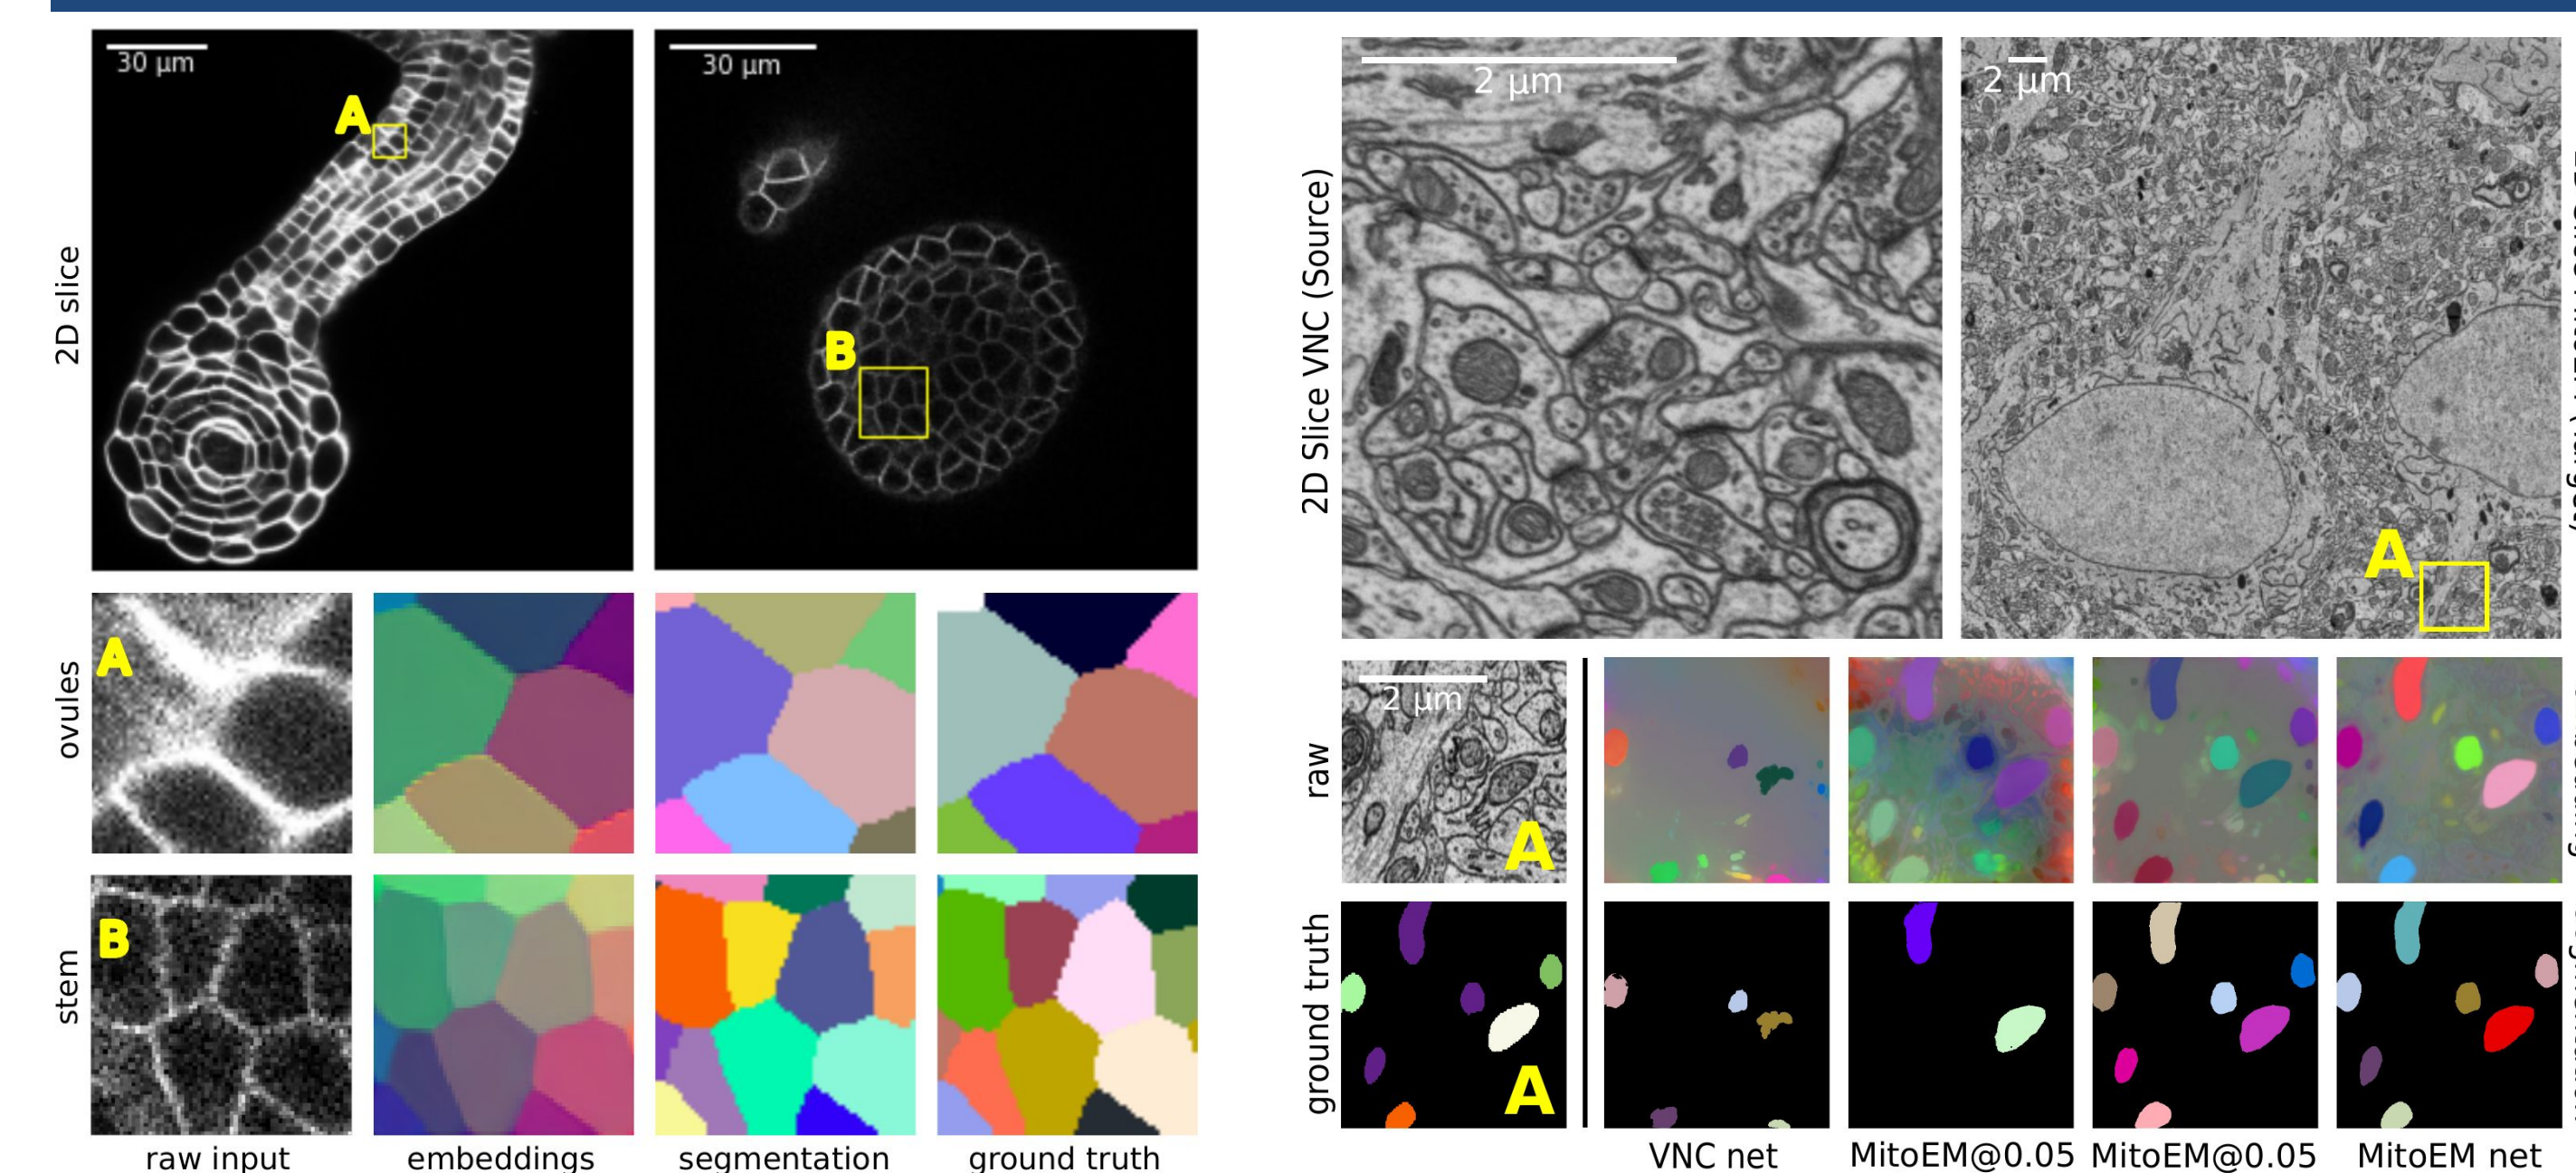 30 µm
30 µm
A
B
2D slice
ovules
A
stem
B
raw input
embeddings
segmentation
ground truth
2D Slice VNC (Source)
2 µm
2 µm
A
raw
2 µm
A
ground truth
A
VNC net
MitoEM@0.05
MitoEM@0.05
MitoEM net